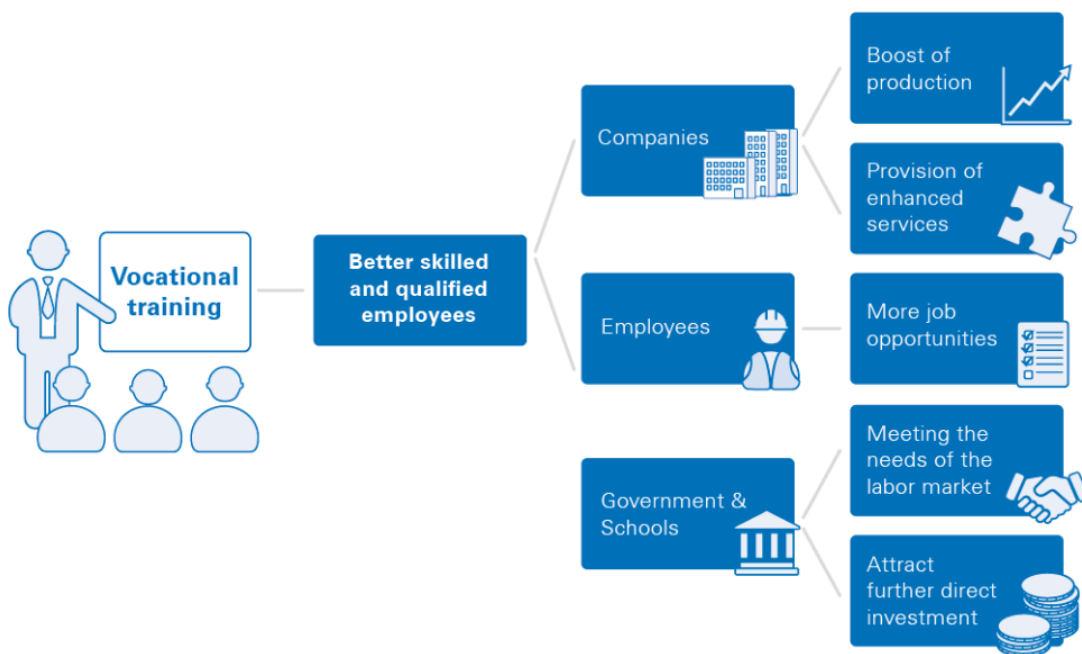 Vocational
training
Better skilled
and qualified
employees
Companies
Boost of
production
Provision of
enhanced
services
Employees
More job
opportunities
Government &
Schools
Meeting the
needs of the
labor market
Attract
further direct
investment